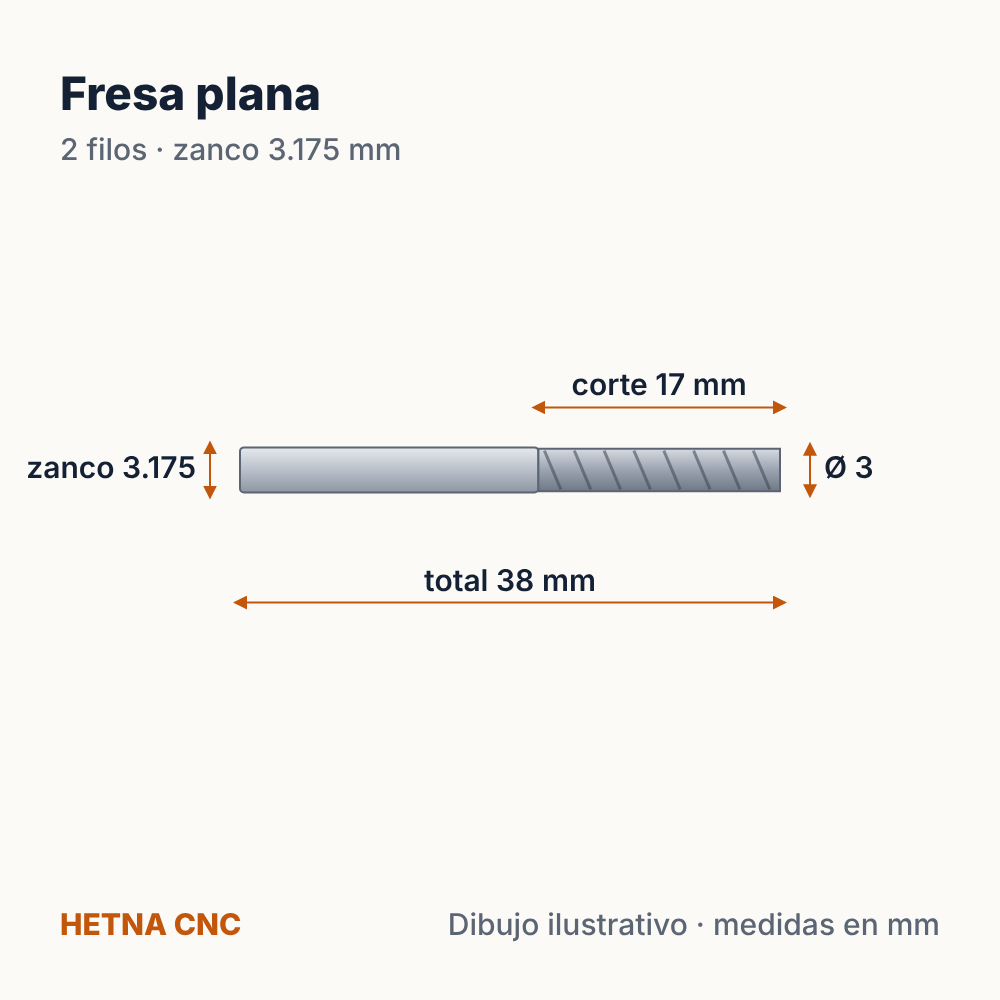 Fresa plana
2 filos · zanco 3.175 mm
corte 17 mm
zanco 3.175
Ø 3
total 38 mm
HETNA CNC
Dibujo ilustrativo · medidas en mm